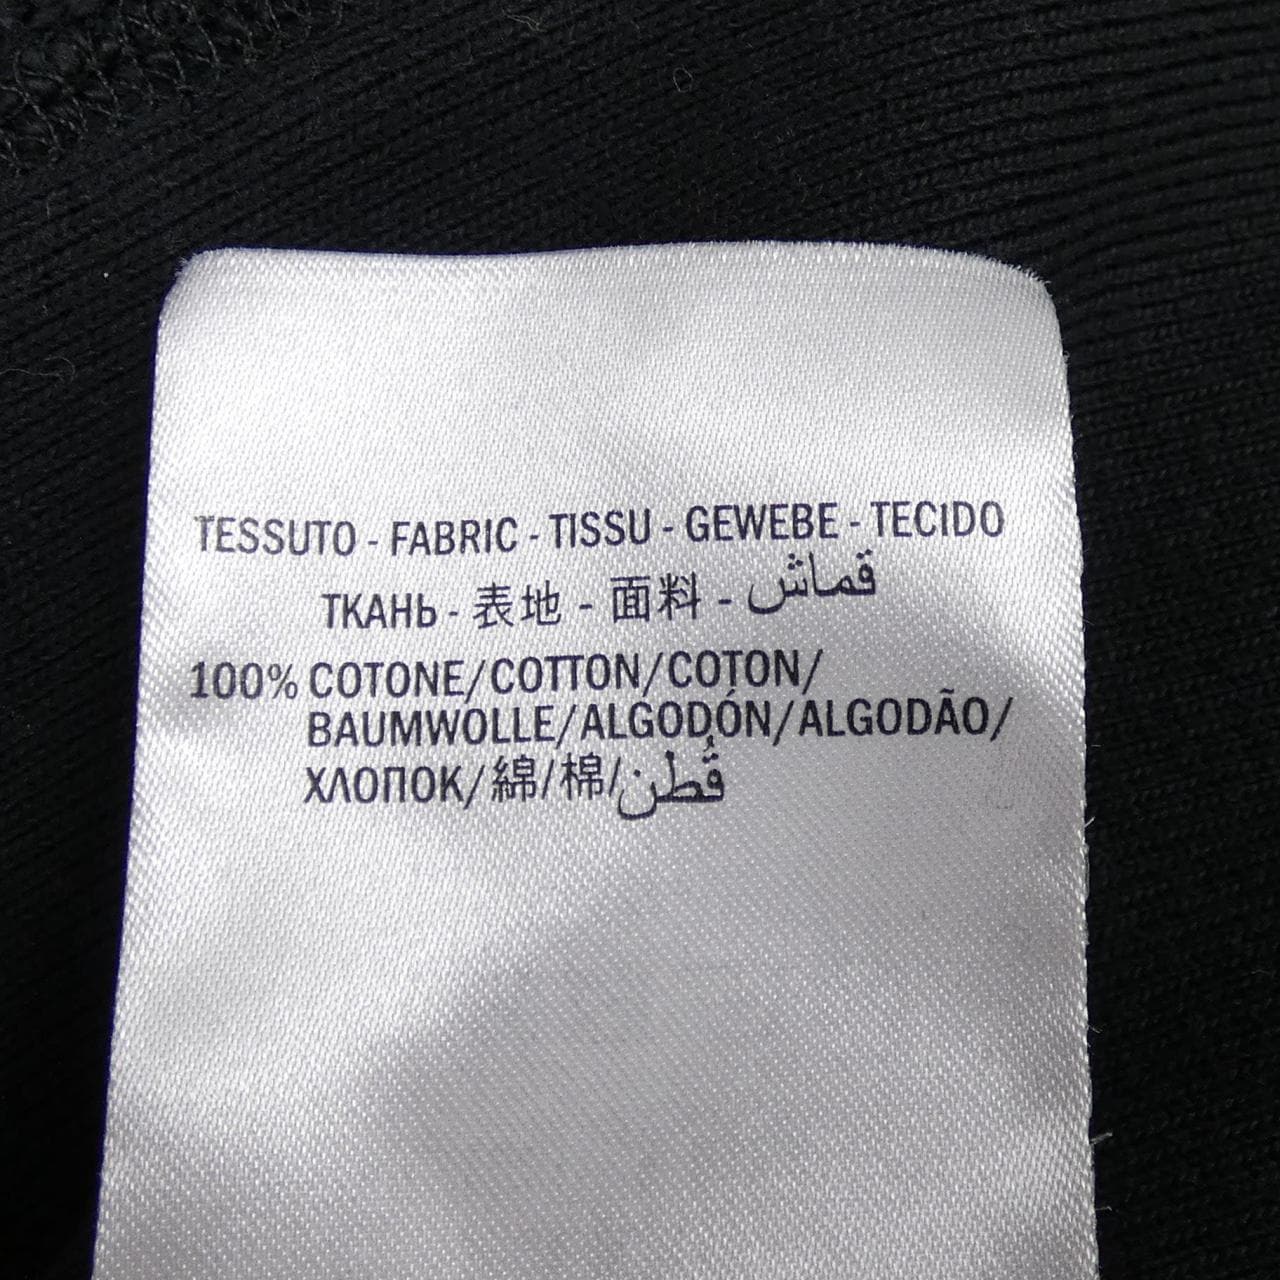 TESSUTO - FABRIC - TISSU - GEWEBE - TECIDO
ТКАНЬ - 表地 - 面料 - قماش
100% COTONE/COTTON/COTON/
BAUMWOLLE/ALGODÓN/ALGODÃO/
ХЛОПОК/綿/棉/قُطن